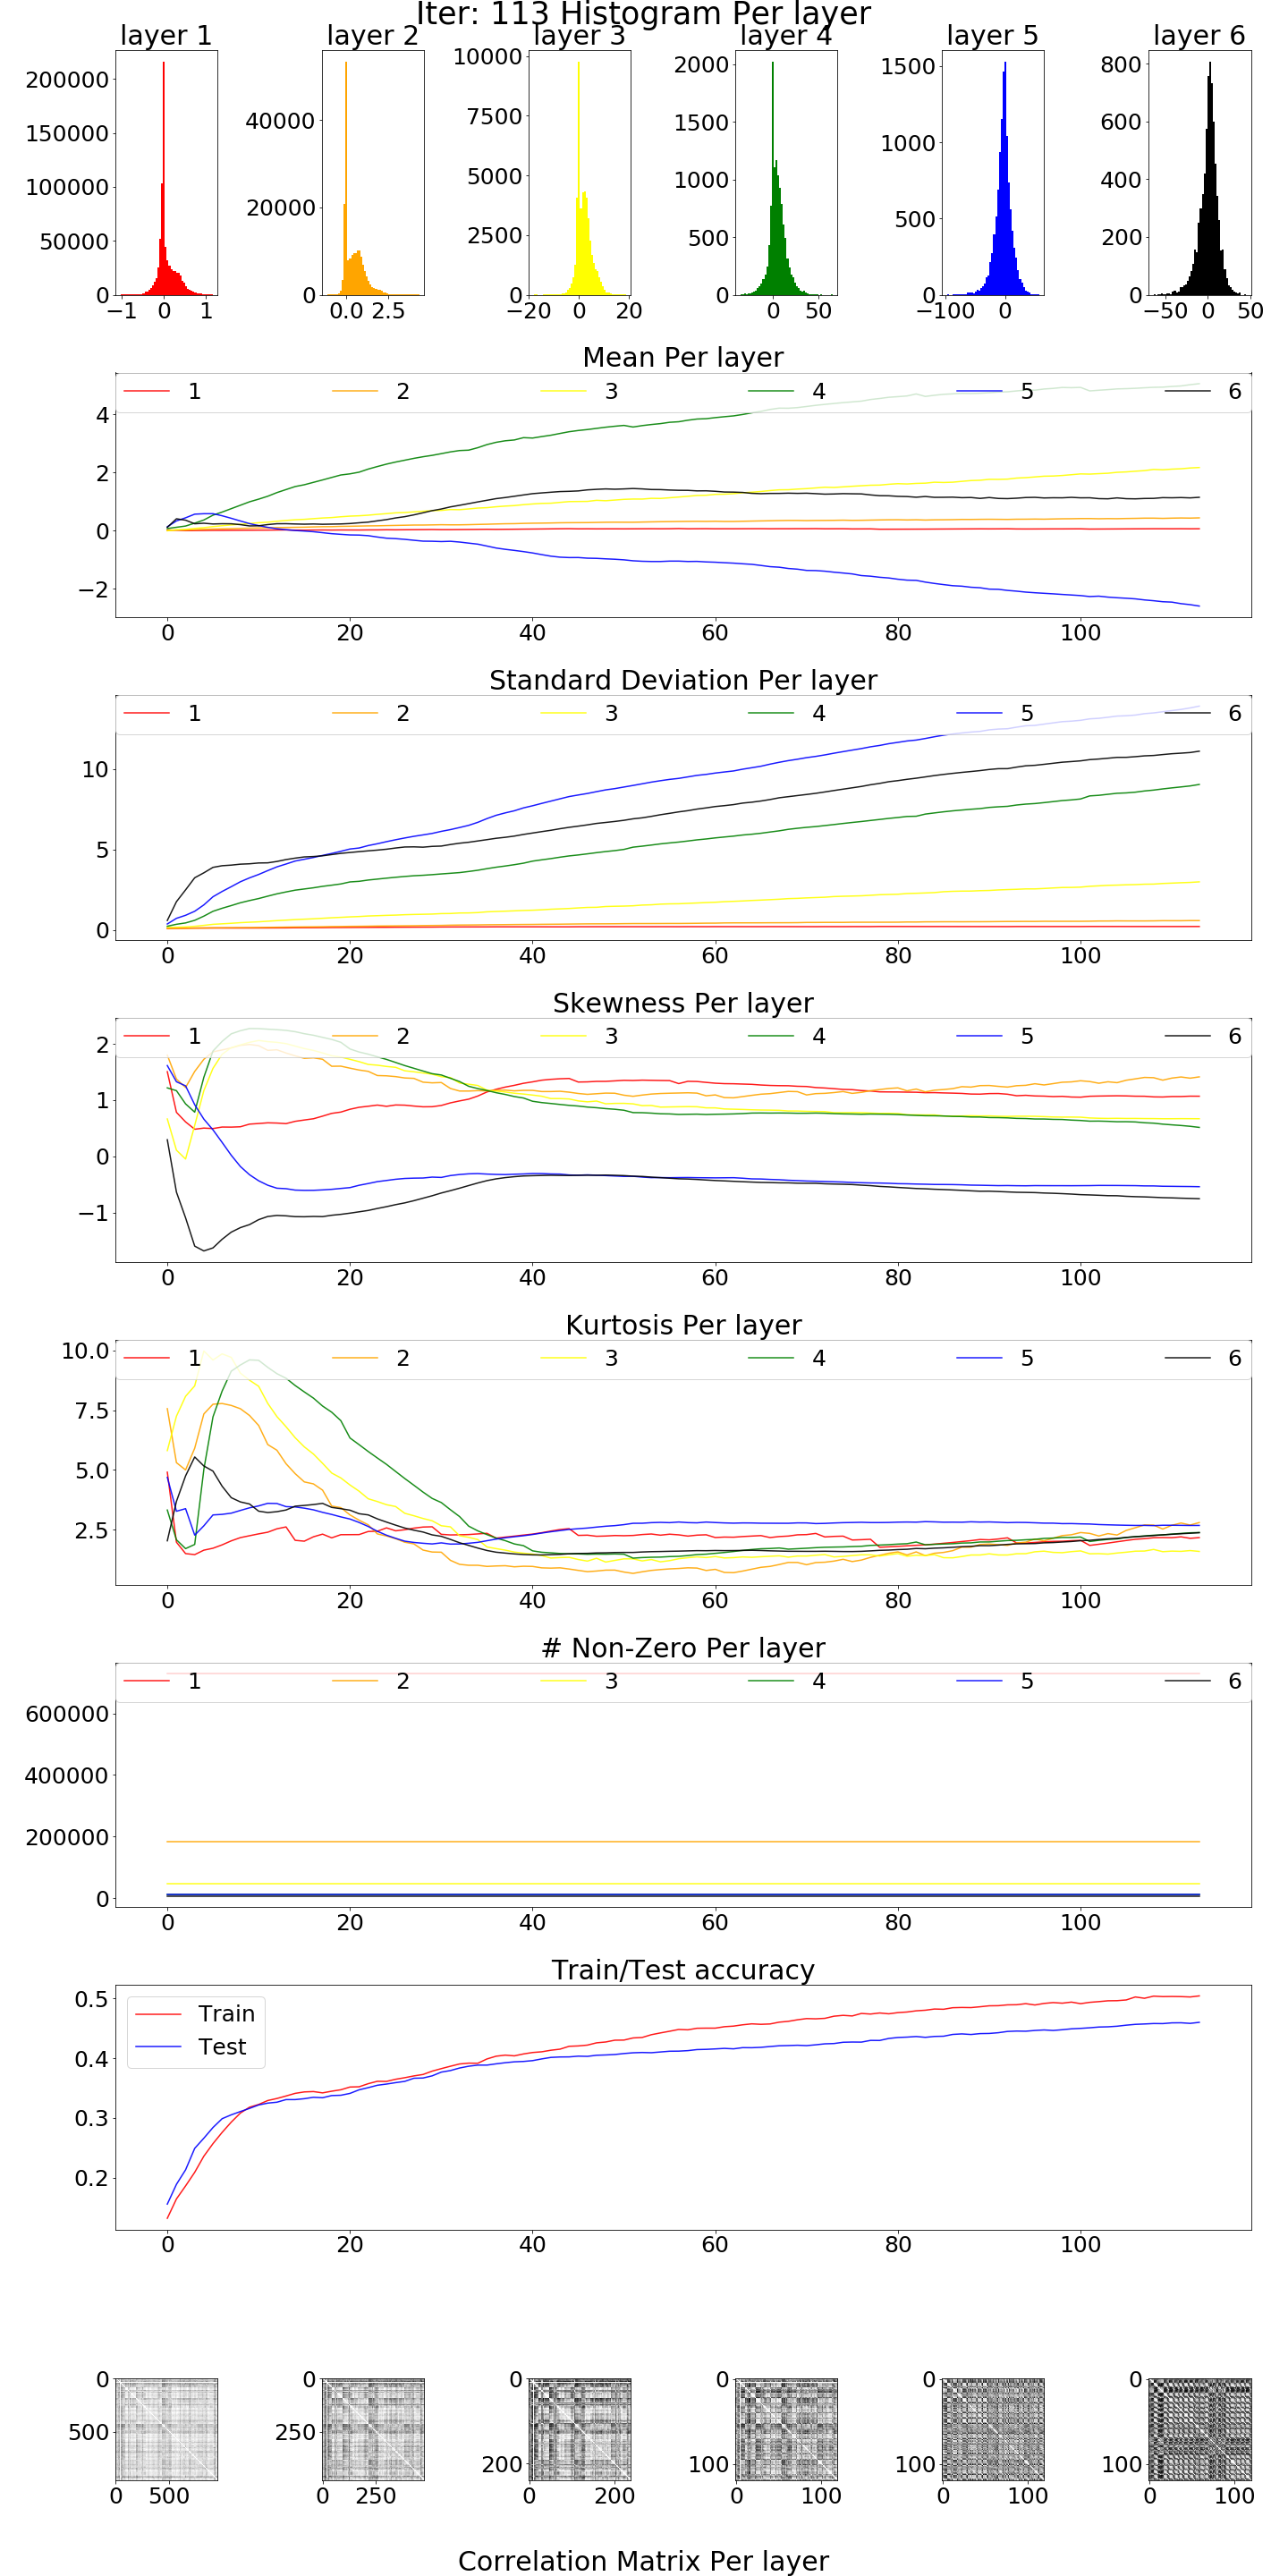 Iter: 113 Histogram Per layer
layer 1 layer 2 layer 3 layer 4 layer 5 layer 6
200000 150000 100000 50000 0
−1 0 1
40000 20000 0
0.0 2.5
10000 7500 5000 2500 0
−20 0 20
2000 1500 1000 500 0
0 50
1500 1000 500 0
−100 0
800 600 400 200 0
−50 0 50
Mean Per layer
1 2 3 4 5 6
4 2 0 −2
0 20 40 60 80 100
Standard Deviation Per layer
1 2 3 4 5 6
10 5 0
0 20 40 60 80 100
Skewness Per layer
1 2 3 4 5 6
2 1 0 −1
0 20 40 60 80 100
Kurtosis Per layer
1 2 3 4 5 6
10.0 7.5 5.0 2.5
0 20 40 60 80 100
# Non-Zero Per layer
1 2 3 4 5 6
600000 400000 200000 0
0 20 40 60 80 100
Train/Test accuracy
Train
Test
0.5 0.4 0.3 0.2
0 20 40 60 80 100
0 500
0 500
0 250
0 250
0 200
0 200
0 100
0 100
0 100
0 100
0 100
0 100
Correlation Matrix Per layer